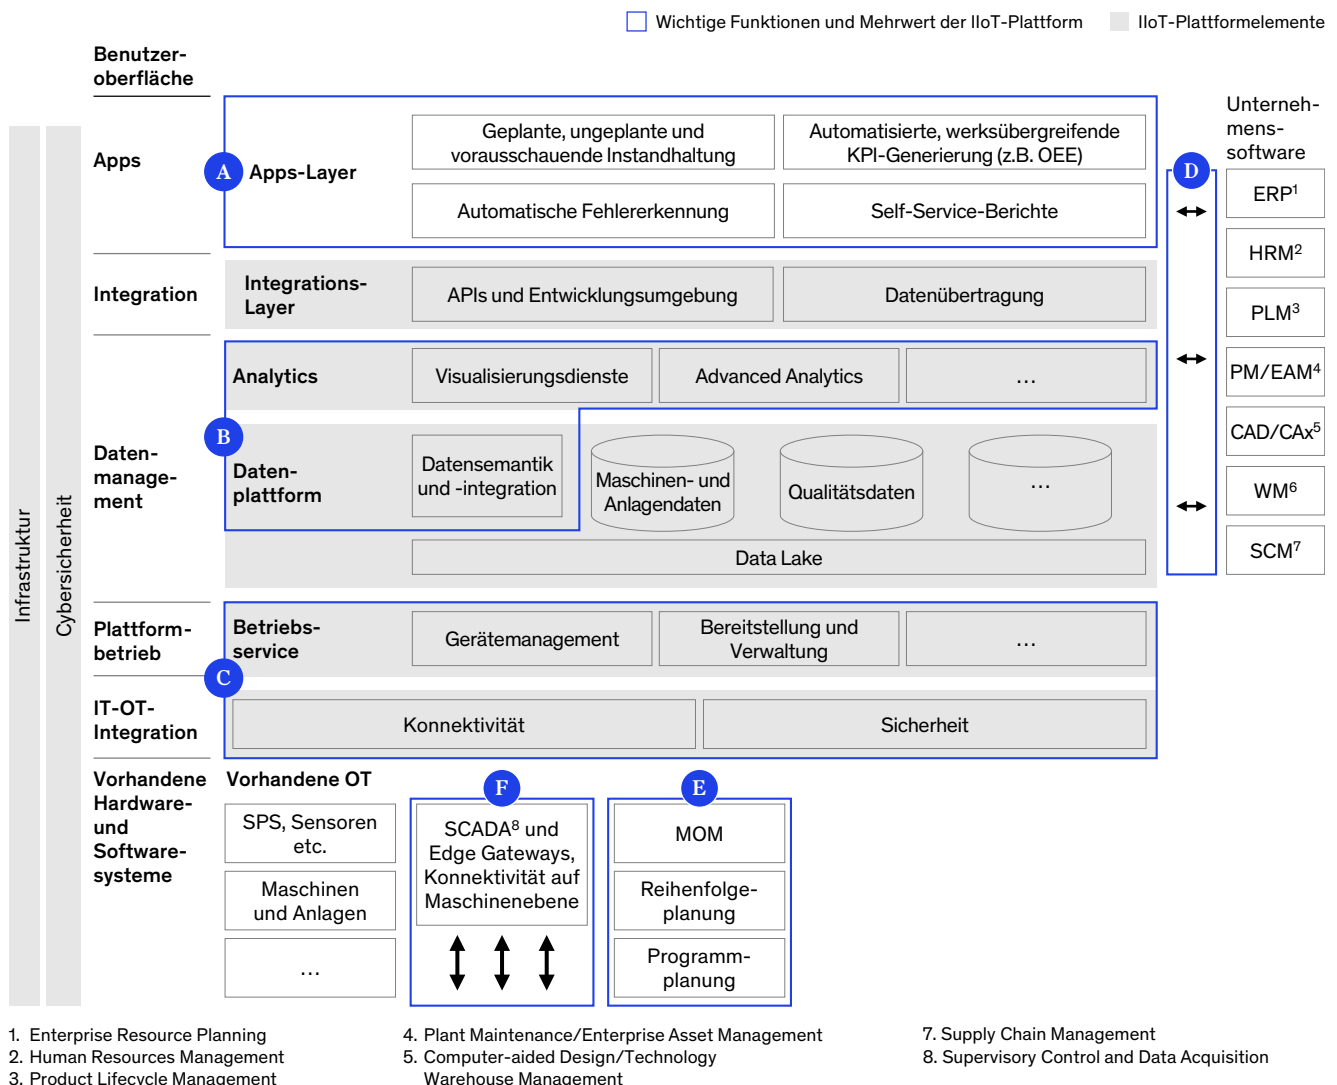 Wichtige Funktionen und Mehrwert der IIoT-Plattform
IIoT-Plattformelemente
Benutzer-
oberfläche
Unterneh-
mens-
software
Infrastruktur
Cybersicherheit
Apps
A
Apps-Layer
Geplante, ungeplante und
vorausschauende Instandhaltung
Automatisierte, werksübergreifende
KPI-Generierung (z.B. OEE)
Automatische Fehlererkennung
Self-Service-Berichte
D
ERP1
HRM2
PLM3
PM/EAM4
CAD/CAx5
WM6
SCM7
Integration
Integrations-
Layer
APIs und Entwicklungsumgebung
Datenübertragung
Daten-
manage-
ment
Analytics
Visualisierungsdienste
Advanced Analytics
...
B
Daten-
plattform
Datensemantik
und -integration
Maschinen- und
Anlagendaten
Qualitätsdaten
...
Data Lake
Plattform-
betrieb
Betriebs-
service
Gerätemanagement
Bereitstellung und
Verwaltung
...
C
IT-OT-
Integration
Konnektivität
Sicherheit
Vorhandene
Hardware-
und
Software-
systeme
Vorhandene OT
SPS, Sensoren
etc.
Maschinen
und Anlagen
...
F
SCADA8 und
Edge Gateways,
Konnektivität auf
Maschinenebene
E
MOM
Reihenfolge-
planung
Programm-
planung
1. Enterprise Resource Planning
2. Human Resources Management
3. Product Lifecycle Management
4. Plant Maintenance/Enterprise Asset Management
5. Computer-aided Design/Technology
Warehouse Management
7. Supply Chain Management
8. Supervisory Control and Data Acquisition